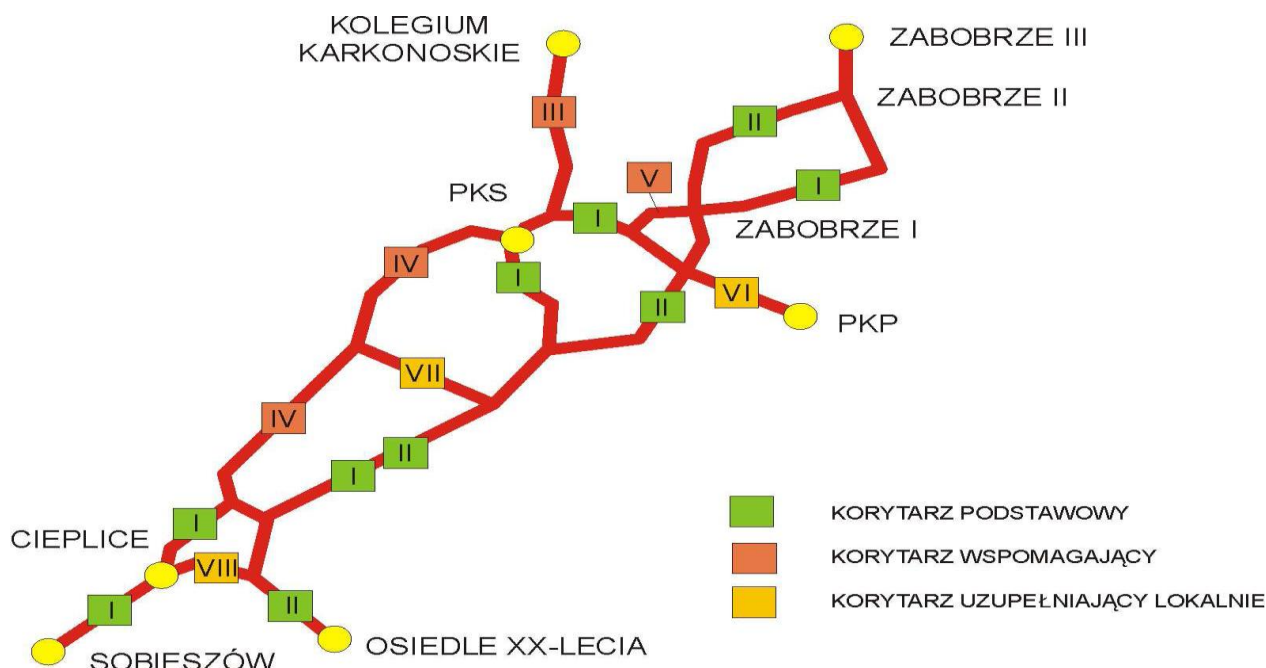 KOLEGIUM
KARKONOSKIE
ZABOBRZE III
ZABOBRZE II
III
II
V
I
PKS
I
ZABOBRZE I
IV
I
II
VI
PKP
VII
IV
II
I
I
CIEPLICE
VIII
I
II
SOBIESZÓW
OSIEDLE XX-LECIA
KORYTARZ PODSTAWOWY
KORYTARZ WSPOMAGAJĄCY
KORYTARZ UZUPEŁNIAJĄCY LOKALNIE